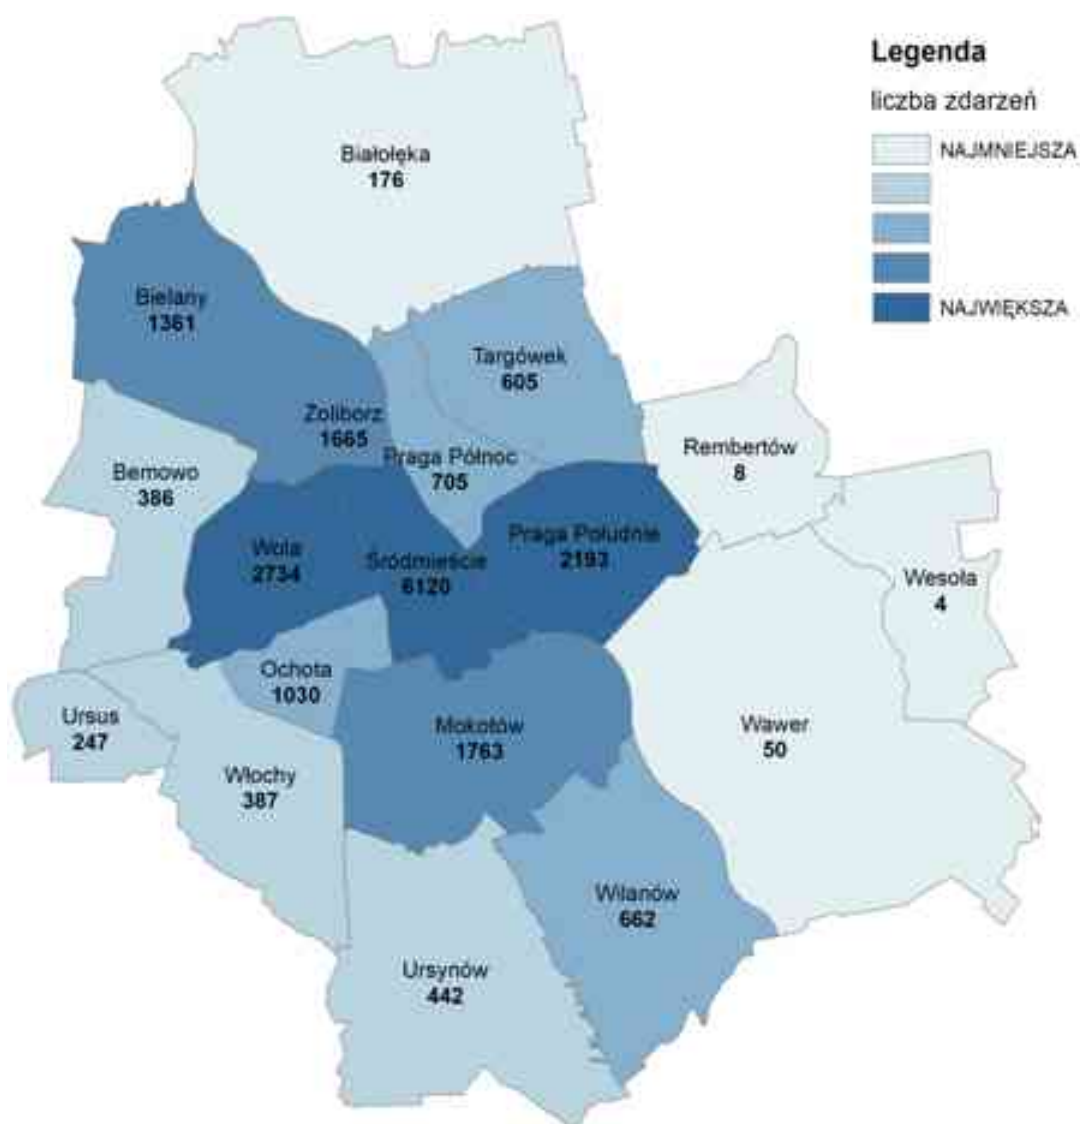 Legenda
liczba zdarzeń
NAJMNIEJSZA
NAJWIĘKSZA
Białołęka
176
Bielany
1361
Targówek
605
Żoliborz
1665
Praga Północ
705
Rembertów
8
Bemowo
386
Wola
2734
Śródmieście
6120
Praga Południe
2193
Wesoła
4
Ochota
1030
Ursus
247
Mokotów
1763
Wawer
50
Włochy
387
Wilanów
662
Ursynów
442